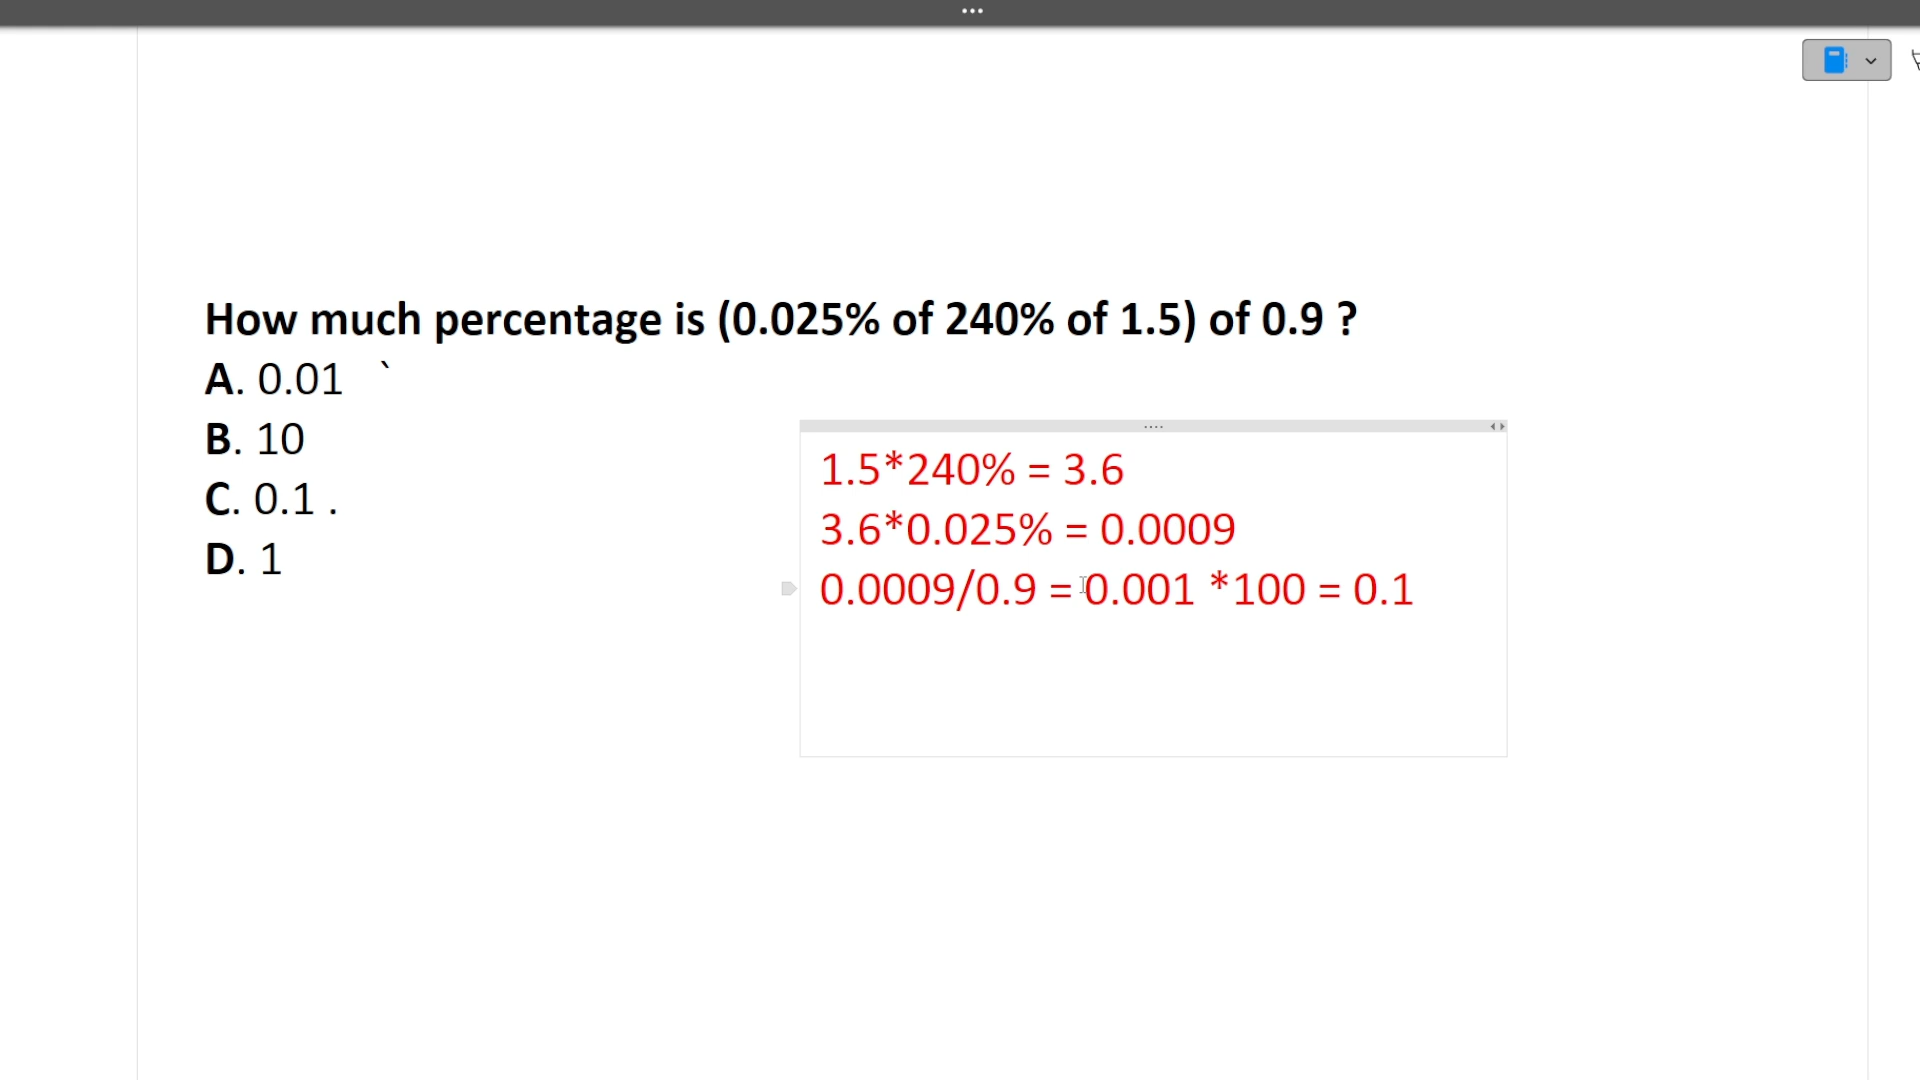 How much percentage is (0.025% of 240% of 1.5) of 0.9 ?
A. 0.01 `
B. 10
C. 0.1 .
D. 1
1.5*240% = 3.6
3.6*0.025% = 0.0009
0.0009/0.9 = 0.001 *100 = 0.1